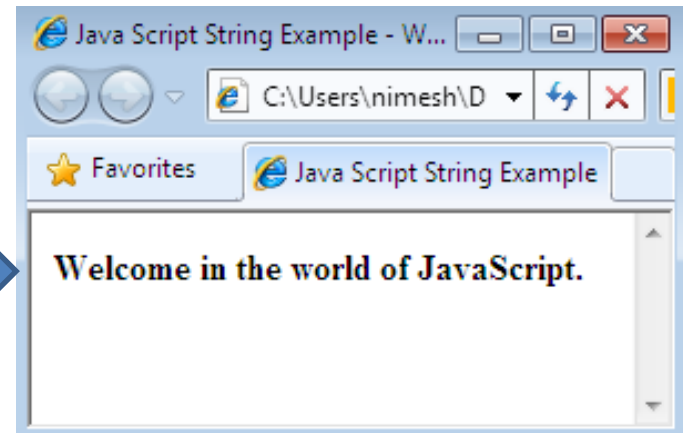 Java Script String Example - W...
C:\Users\nimesh\D
Favorites
Java Script String Example
Welcome in the world of JavaScript.